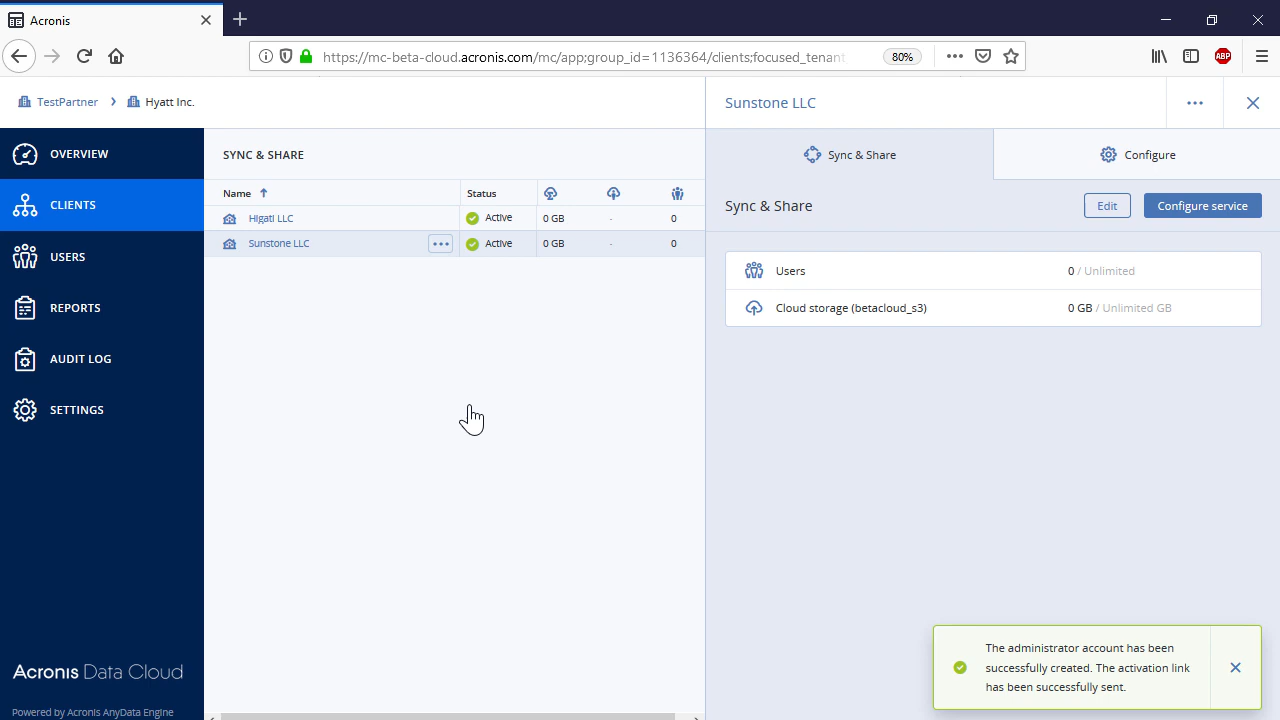 Acronis
https://mc-beta-cloud.acronis.com/mc/app;group_id=1136364/clients;focused_tenant
80%
ABP
TestPartner
Hyatt Inc.
Sunstone LLC
OVERVIEW
CLIENTS
USERS
REPORTS
AUDIT LOG
SETTINGS
Acronis Data Cloud
Powered by Acronis AnyData Engine
SYNC & SHARE
Name Status
Higatl LLC Active 0 GB - 0
Sunstone LLC Active 0 GB - 0
Sync & Share
Configure
Sync & Share
Edit
Configure service
Users 0 / Unlimited
Cloud storage (betacloud_s3) 0 GB / Unlimited GB
The administrator account has been
successfully created. The activation link
has been successfully sent.